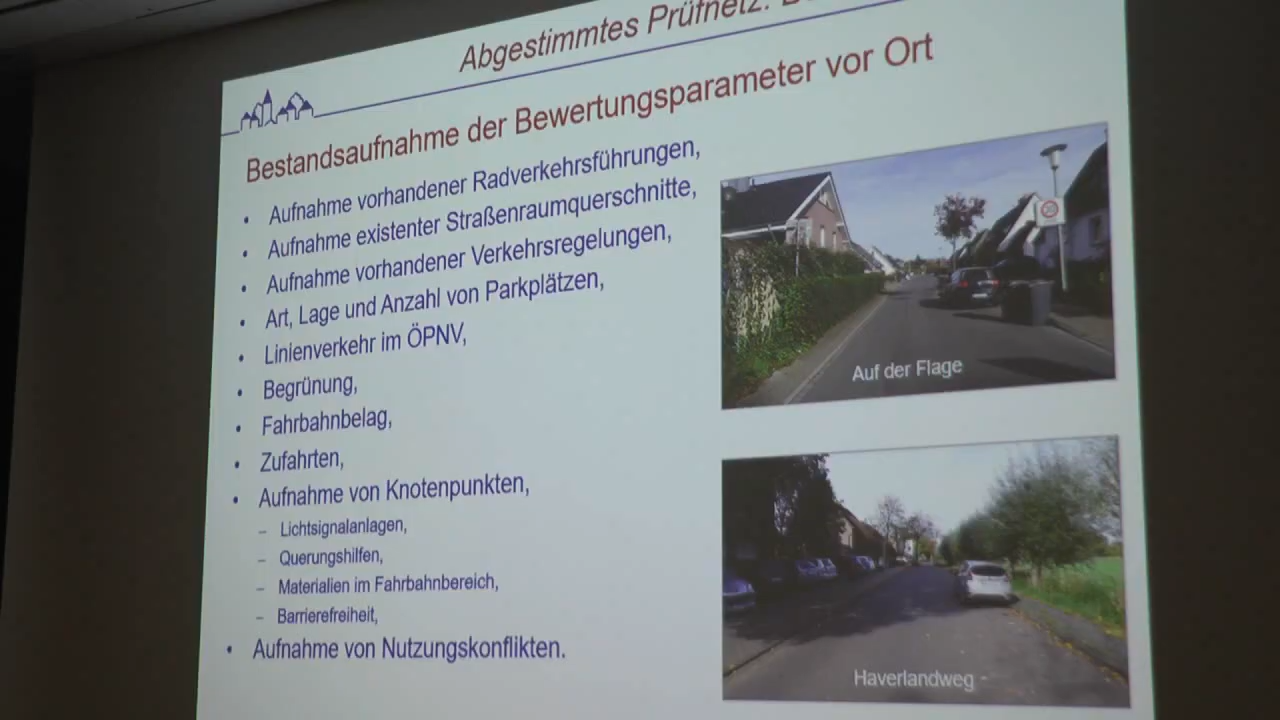 Abgestimmtes Prüfnetz:
Bestandsaufnahme der Bewertungsparameter vor Ort
• Aufnahme vorhandener Radverkehrsführungen,
• Aufnahme existenter Straßenraumquerschnitte,
• Aufnahme vorhandener Verkehrsregelungen,
• Art, Lage und Anzahl von Parkplätzen,
• Linienverkehr im ÖPNV,
• Begrünung,
• Fahrbahnbelag,
• Zufahrten,
• Aufnahme von Knotenpunkten,
– Lichtsignalanlagen,
– Querungshilfen,
– Materialien im Fahrbahnbereich,
– Barrierefreiheit,
• Aufnahme von Nutzungskonflikten.
Auf der Flage
Haverlandweg -